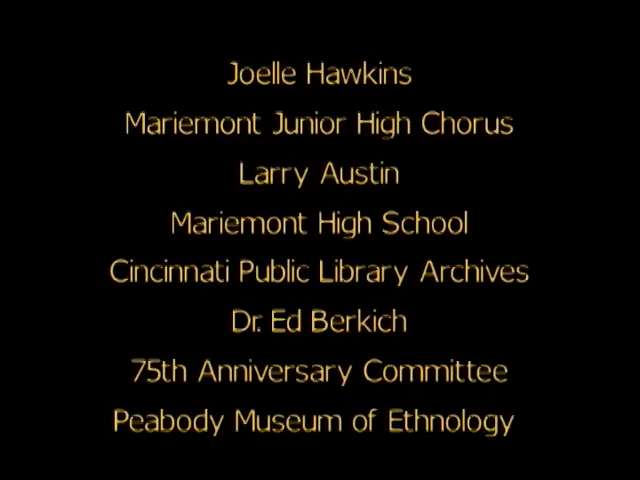 Joelle Hawkins
Mariemont Junior High Chorus
Larry Austin
Mariemont High School
Cincinnati Public Library Archives
Dr. Ed Berkich
75th Anniversary Committee
Peabody Museum of Ethnology